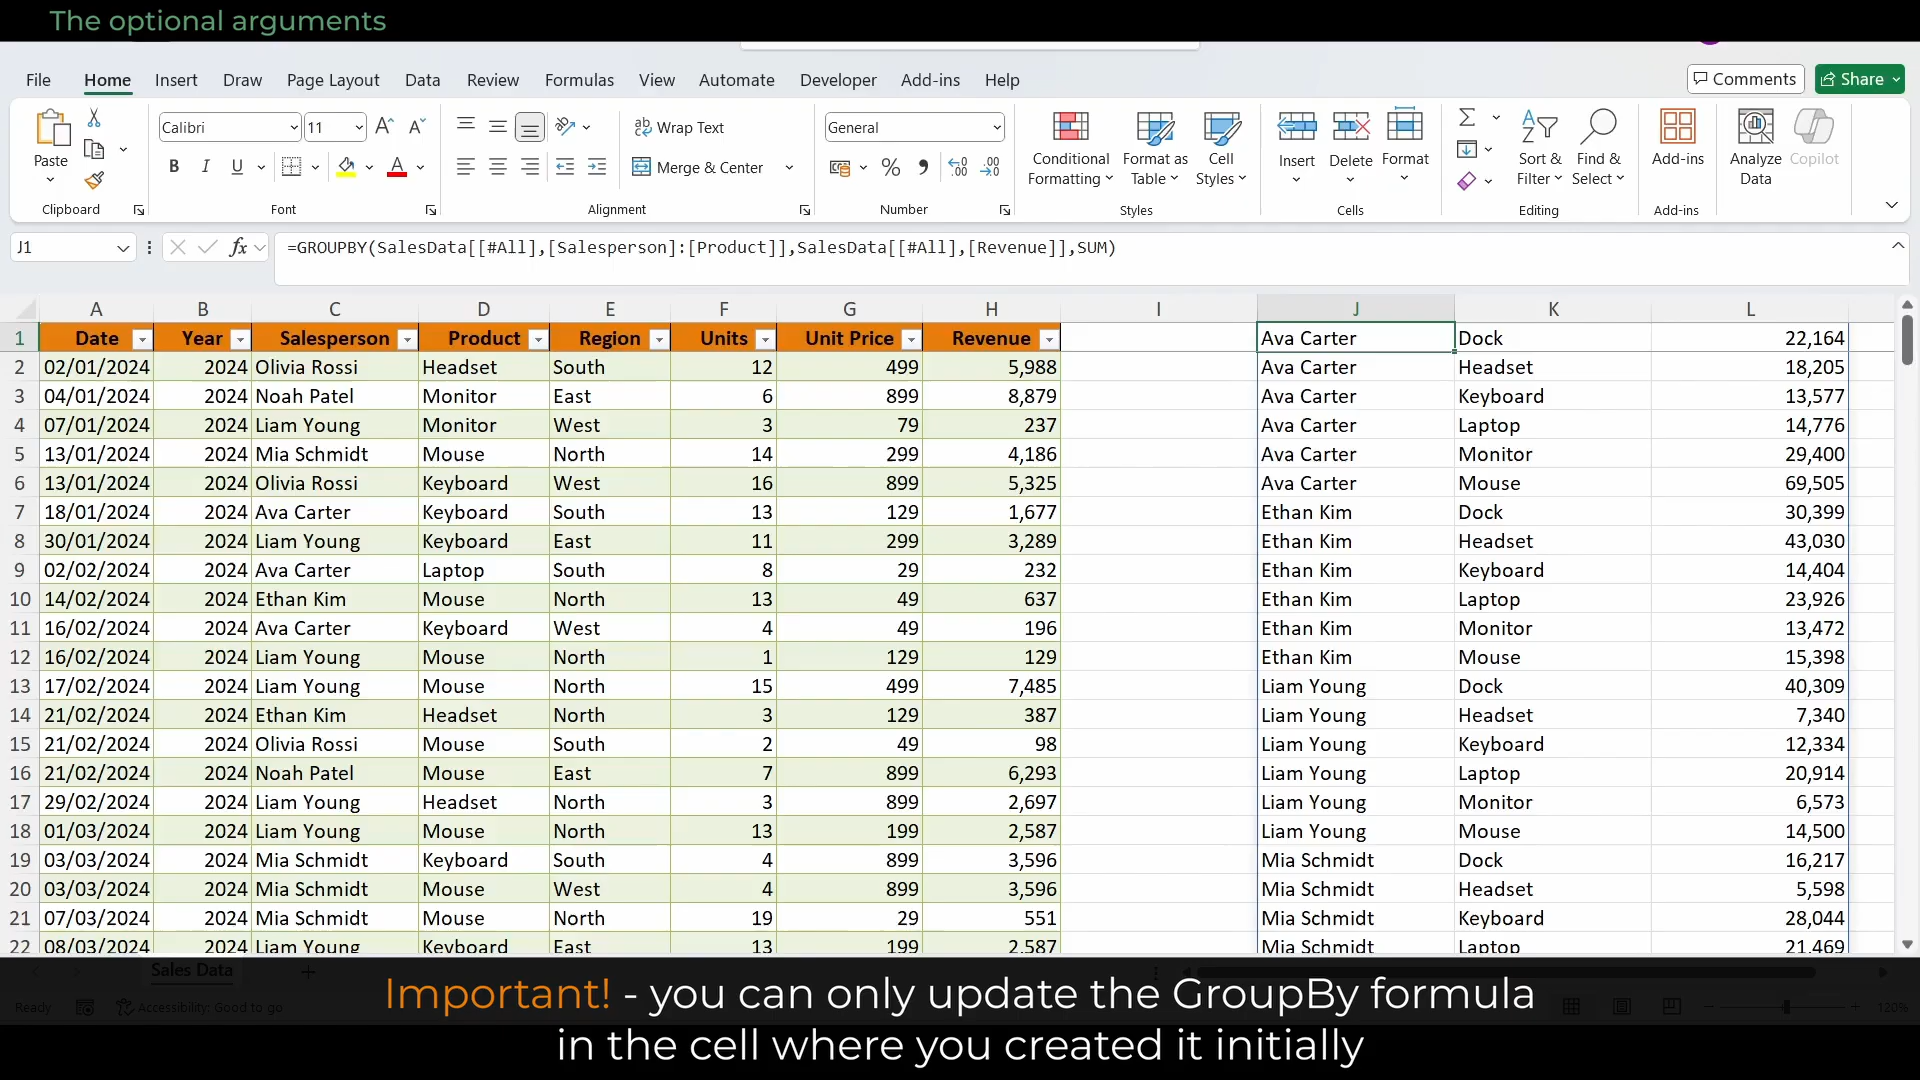 The optional arguments
File Home Insert Draw Page Layout Data Review Formulas View Automate Developer Add-ins Help Comments Share
Paste Calibri 11 Wrap Text General Conditional Formatting Format as Table Cell Styles Insert Delete Format Sort & Filter Find & Select Add-ins Analyze Data Copilot
B I U A Merge & Center %
Clipboard Font Alignment Number Styles Cells Editing Add-ins
J1 fx =GROUPBY(SalesData[[#All],[Salesperson]:[Product]],SalesData[[#All],[Revenue]],SUM)
A B C D E F G H I J K L
1 Date Year Salesperson Product Region Units Unit Price Revenue Ava Carter Dock 22,164
2 02/01/2024 2024 Olivia Rossi Headset South 12 499 5,988 Ava Carter Headset 18,205
3 04/01/2024 2024 Noah Patel Monitor East 6 899 8,879 Ava Carter Keyboard 13,577
4 07/01/2024 2024 Liam Young Monitor West 3 79 237 Ava Carter Laptop 14,776
5 13/01/2024 2024 Mia Schmidt Mouse North 14 299 4,186 Ava Carter Monitor 29,400
6 13/01/2024 2024 Olivia Rossi Keyboard West 16 899 5,325 Ava Carter Mouse 69,505
7 18/01/2024 2024 Ava Carter Keyboard South 13 129 1,677 Ethan Kim Dock 30,399
8 30/01/2024 2024 Liam Young Keyboard East 11 299 3,289 Ethan Kim Headset 43,030
9 02/02/2024 2024 Ava Carter Laptop South 8 29 232 Ethan Kim Keyboard 14,404
10 14/02/2024 2024 Ethan Kim Mouse North 13 49 637 Ethan Kim Laptop 23,926
11 16/02/2024 2024 Ava Carter Keyboard West 4 49 196 Ethan Kim Monitor 13,472
12 16/02/2024 2024 Liam Young Mouse North 1 129 129 Ethan Kim Mouse 15,398
13 17/02/2024 2024 Liam Young Mouse North 15 499 7,485 Liam Young Dock 40,309
14 21/02/2024 2024 Ethan Kim Headset North 3 129 387 Liam Young Headset 7,340
15 21/02/2024 2024 Olivia Rossi Mouse South 2 49 98 Liam Young Keyboard 12,334
16 21/02/2024 2024 Noah Patel Mouse East 7 899 6,293 Liam Young Laptop 20,914
17 29/02/2024 2024 Liam Young Headset North 3 899 2,697 Liam Young Monitor 6,573
18 01/03/2024 2024 Liam Young Mouse North 13 199 2,587 Liam Young Mouse 14,500
19 03/03/2024 2024 Mia Schmidt Keyboard South 4 899 3,596 Mia Schmidt Dock 16,217
20 03/03/2024 2024 Mia Schmidt Mouse West 4 899 3,596 Mia Schmidt Headset 5,598
21 07/03/2024 2024 Mia Schmidt Mouse North 19 29 551 Mia Schmidt Keyboard 28,044
22 08/03/2024 2024 Liam Young Keyboard East 13 199 2,587 Mia Schmidt Laptop 21,469
Sales Data
Important! - you can only update the GroupBy formula
Ready Accessibility: Good to go 120%
in the cell where you created it initially